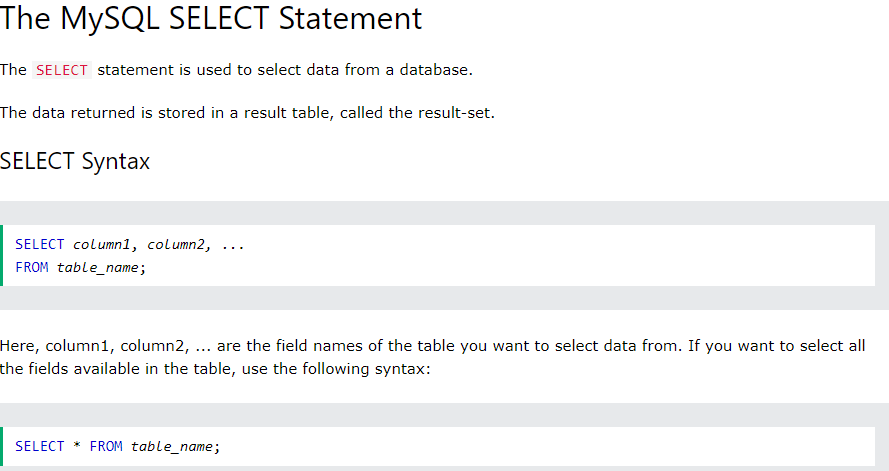 The MySQL SELECT Statement
The SELECT statement is used to select data from a database.
The data returned is stored in a result table, called the result-set.
SELECT Syntax
SELECT column1, column2, ...
FROM table_name;
Here, column1, column2, ... are the field names of the table you want to select data from. If you want to select all
the fields available in the table, use the following syntax:
SELECT * FROM table_name;